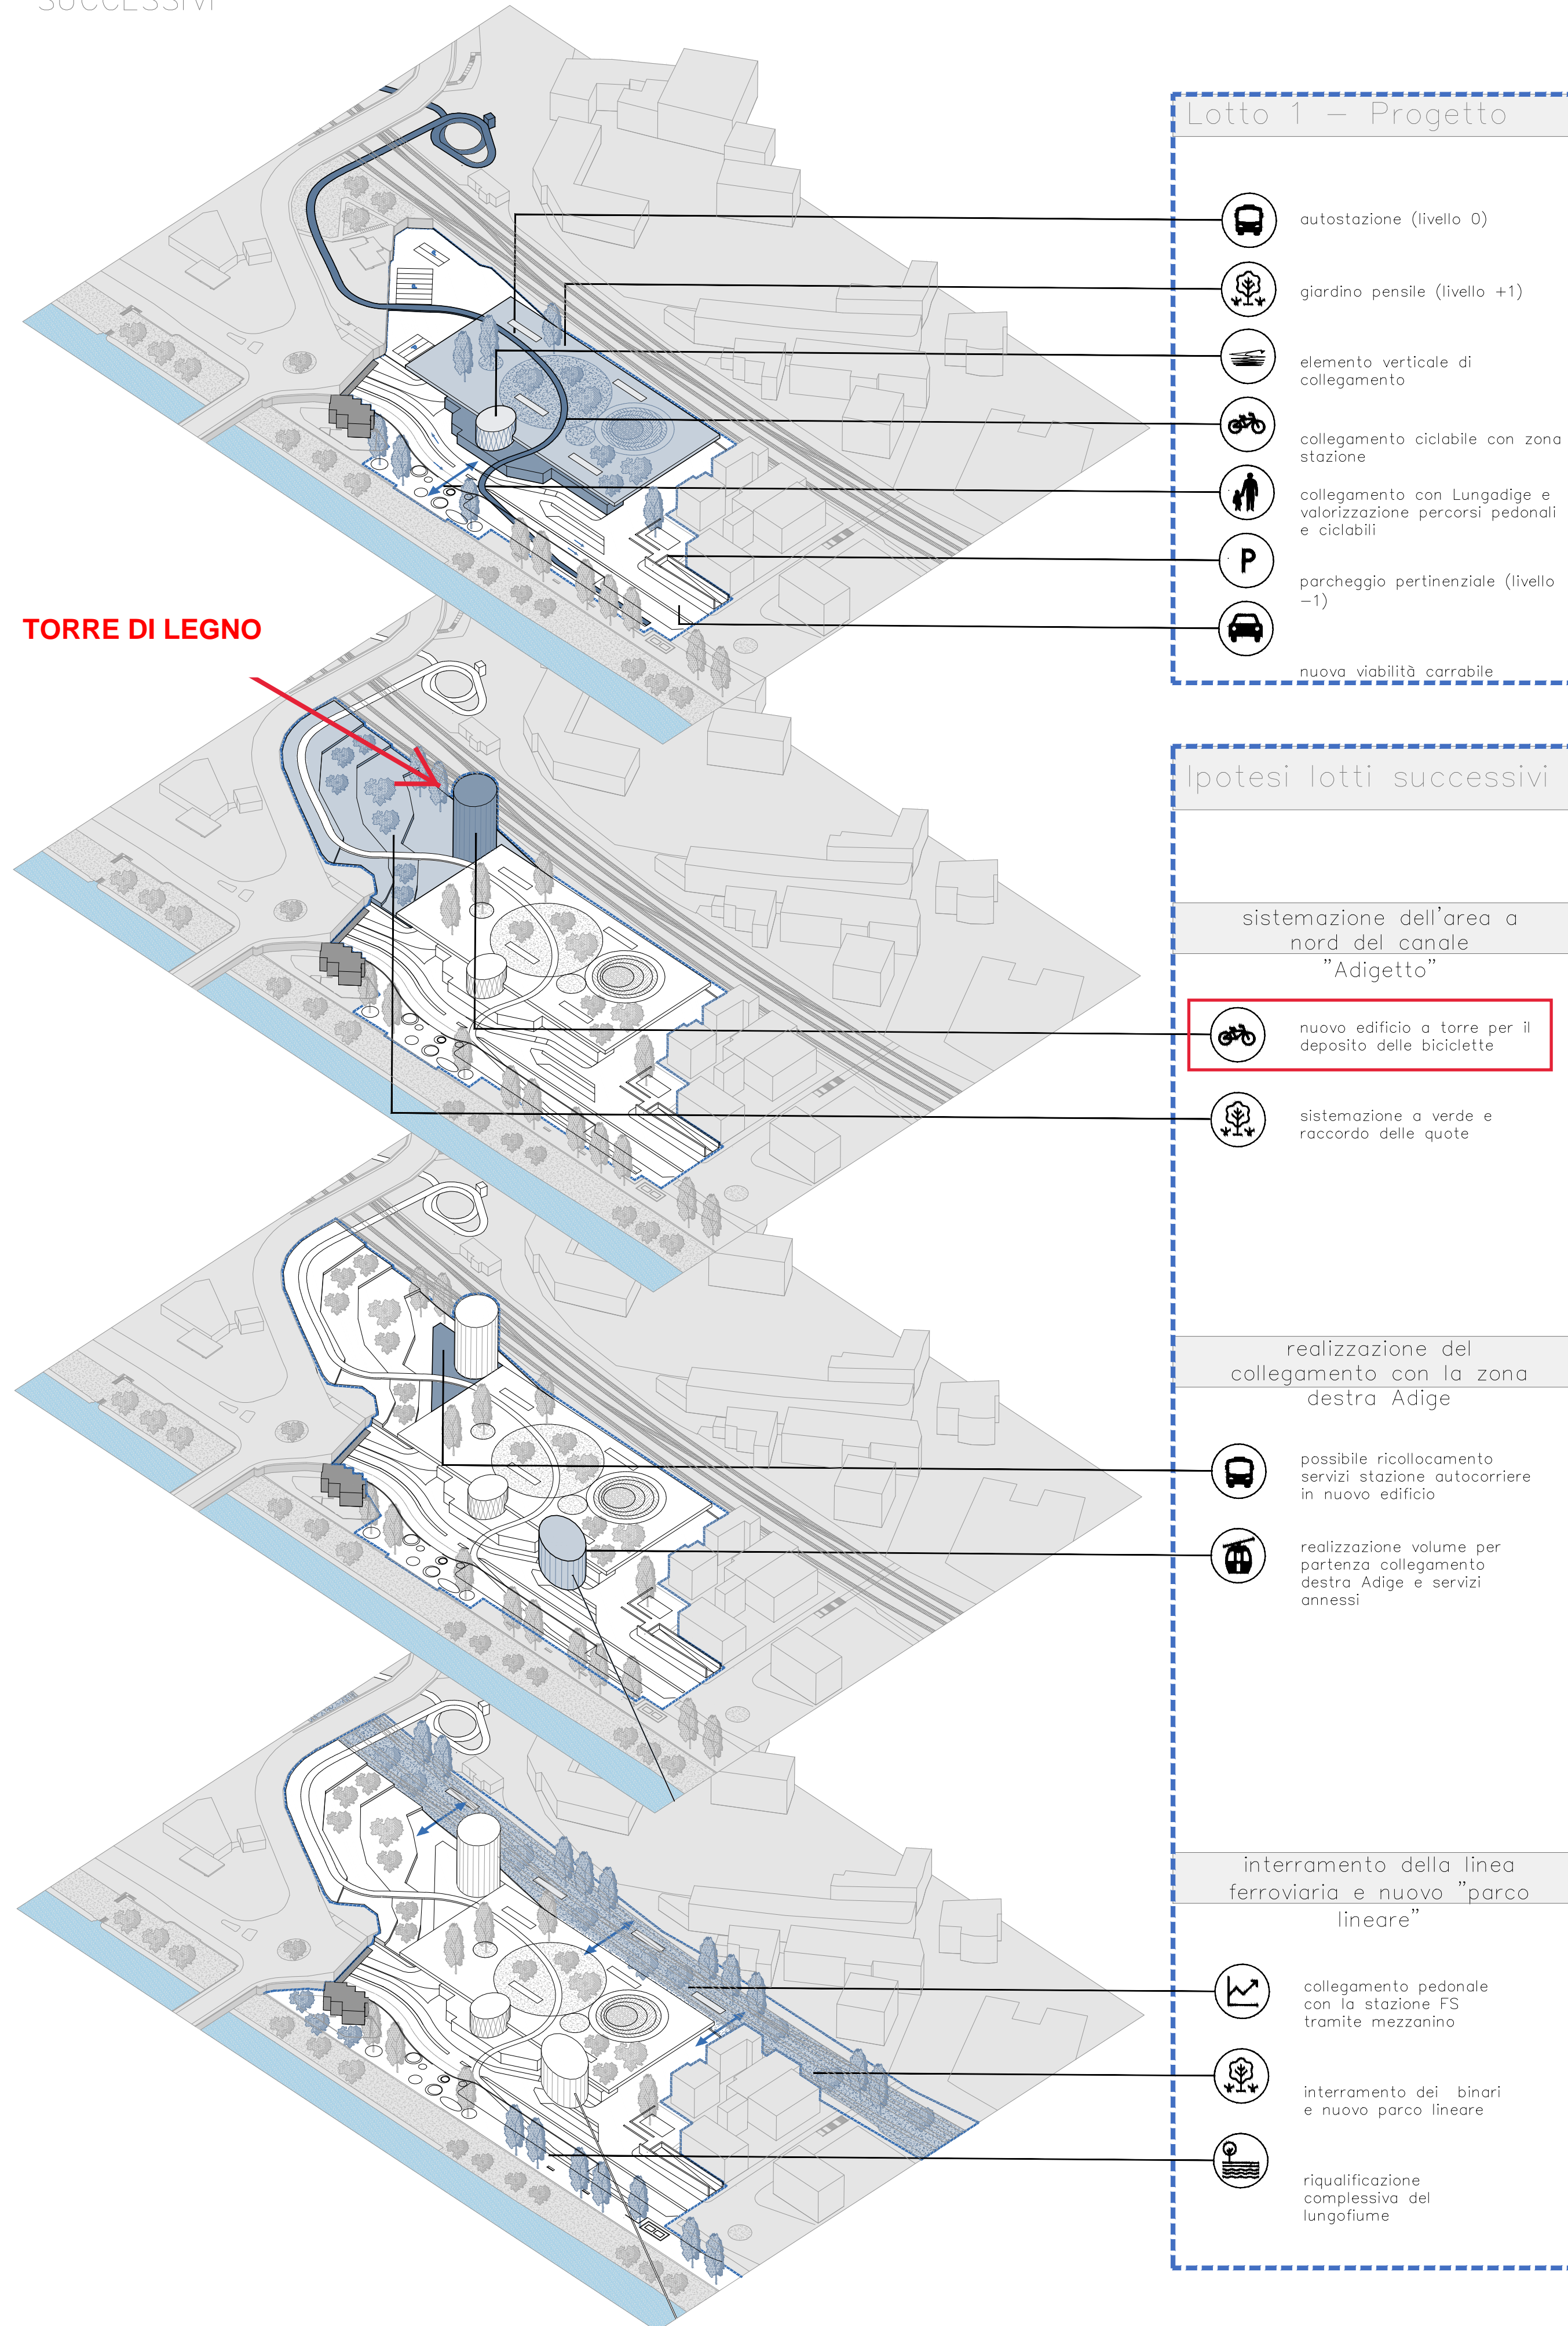 SUCCESSIVI
Lotto 1 – Progetto
autostazione (livello 0)
giardino pensile (livello +1)
elemento verticale di
collegamento
collegamento ciclabile con zona
stazione
collegamento con Lungadige e
valorizzazione percorsi pedonali
e ciclabili
P
parcheggio pertinenziale (livello
–1)
nuova viabilità carrabile
TORRE DI LEGNO
Ipotesi lotti successivi
sistemazione dell'area a
nord del canale
"Adigetto"
nuovo edificio a torre per il
deposito delle biciclette
sistemazione a verde e
raccordo delle quote
realizzazione del
collegamento con la zona
destra Adige
possibile ricollocamento
servizi stazione autocorriere
in nuovo edificio
realizzazione volume per
partenza collegamento
destra Adige e servizi
annessi
interramento della linea
ferroviaria e nuovo "parco
lineare"
collegamento pedonale
con la stazione FS
tramite mezzanino
interramento dei binari
e nuovo parco lineare
riqualificazione
complessiva del
lungofiume